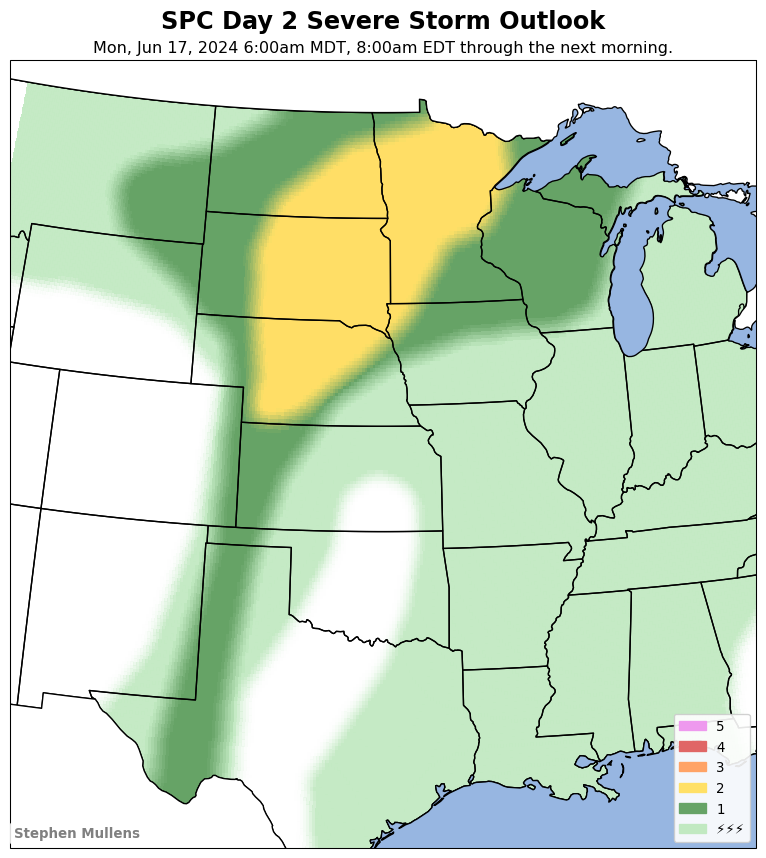 SPC Day 2 Severe Storm Outlook
Mon, Jun 17, 2024 6:00am MDT, 8:00am EDT through the next morning.
5
4
3
2
1
⚡⚡⚡
Stephen Mullens